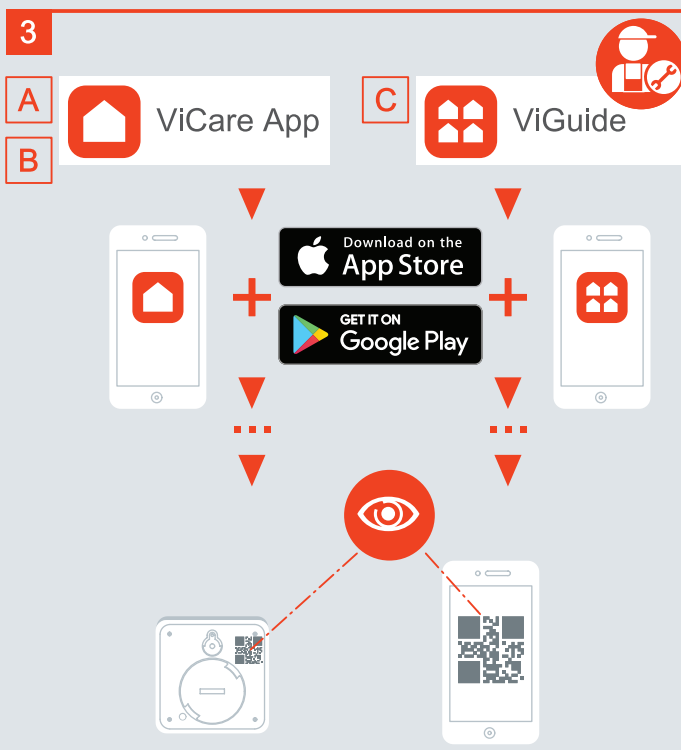 3
A
ViCare App
B
C
ViGuide
Download on the
App Store
GET IT ON
Google Play